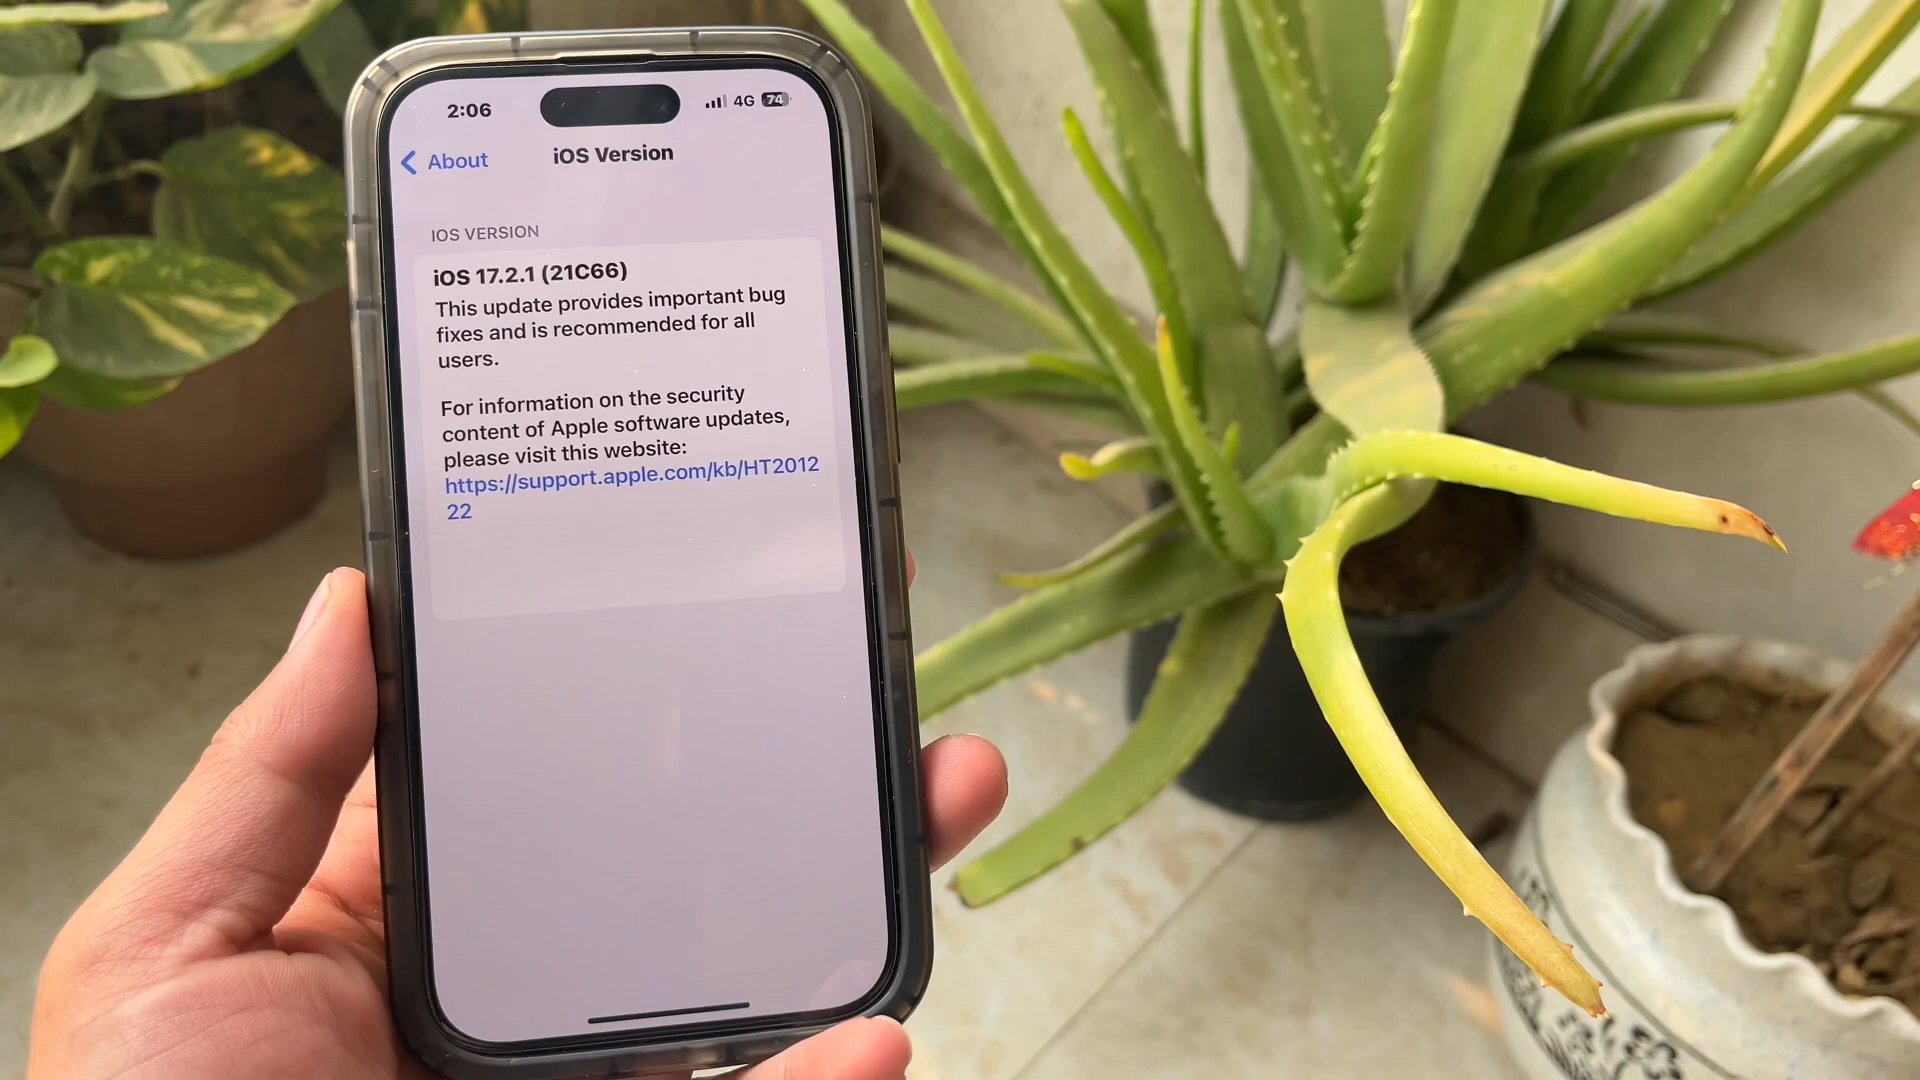 2:06
4G 74
About
iOS Version
IOS VERSION
iOS 17.2.1 (21C66)
This update provides important bug
fixes and is recommended for all
users.
For information on the security
content of Apple software updates,
please visit this website:
https://support.apple.com/kb/HT2012
22